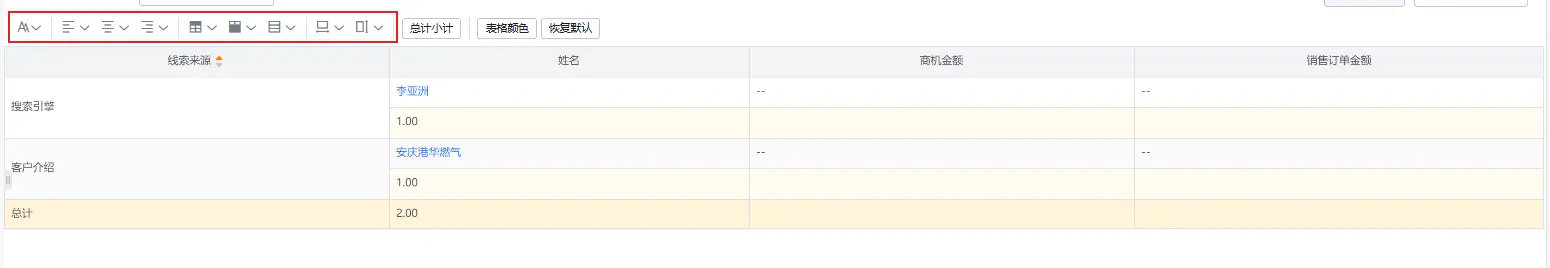 总计小计 表格颜色 恢复默认
线索来源 姓名 商机金额 销售订单金额
搜索引擎 李亚洲 -- --
1.00
客户介绍 安庆港华燃气 -- --
1.00
总计 2.00